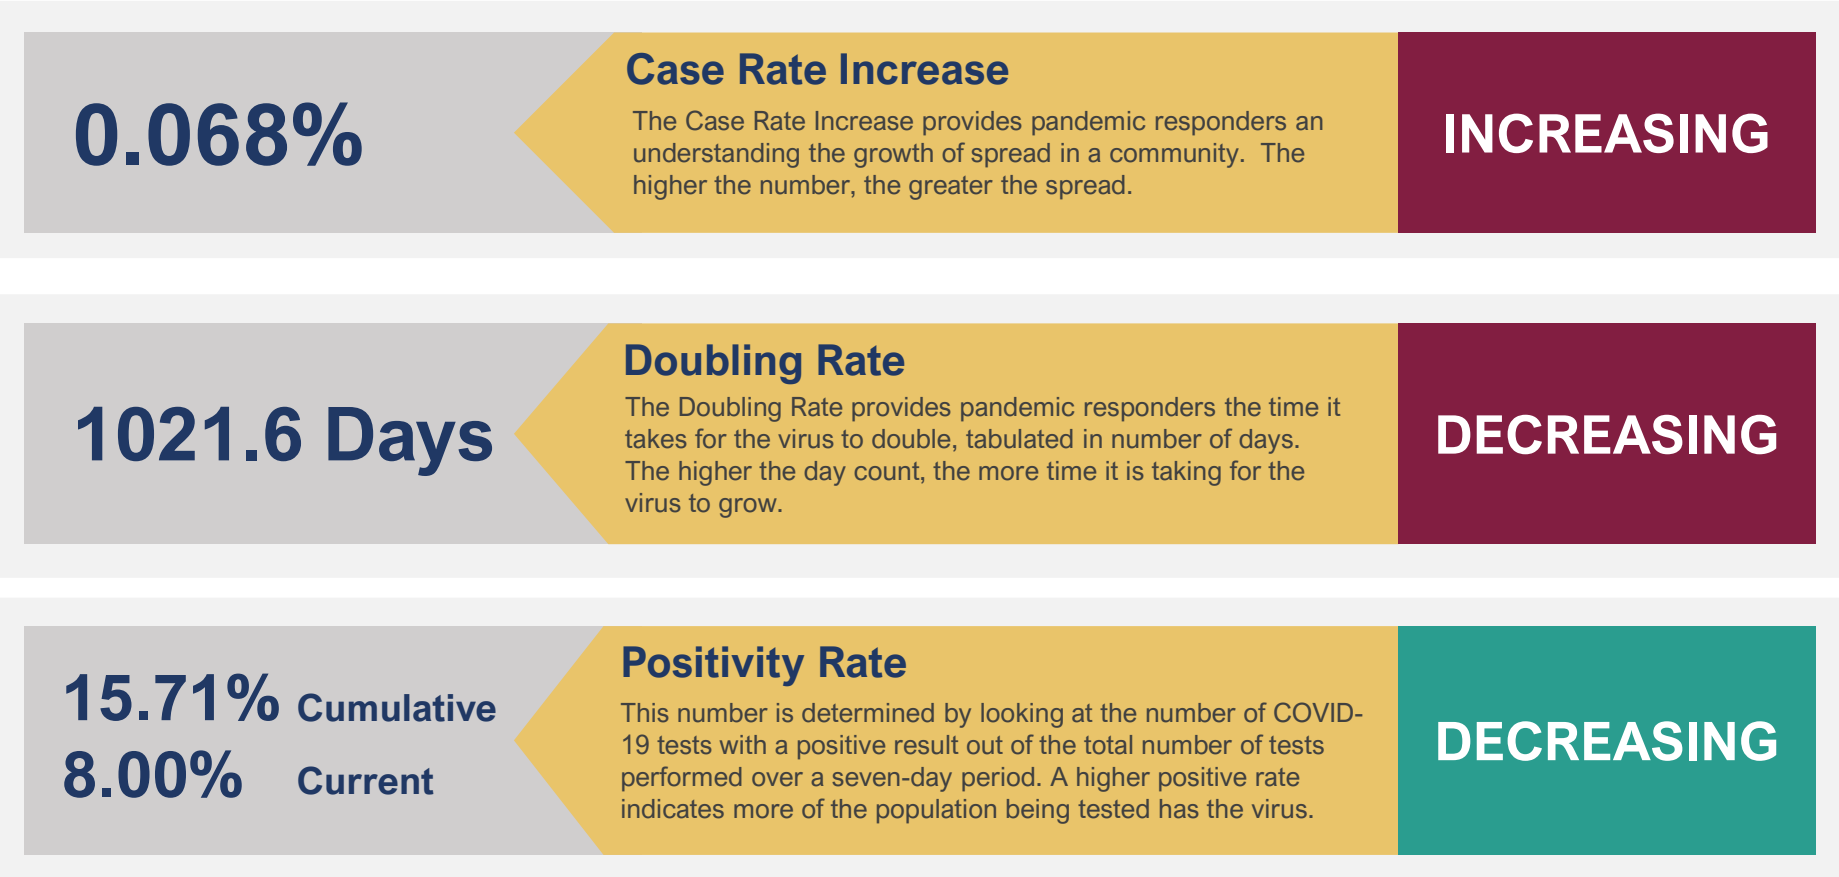 0.068%
Case Rate Increase
The Case Rate Increase provides pandemic responders an
understanding the growth of spread in a community.  The
higher the number, the greater the spread.
INCREASING
1021.6 Days
Doubling Rate
The Doubling Rate provides pandemic responders the time it
takes for the virus to double, tabulated in number of days.
The higher the day count, the more time it is taking for the
virus to grow.
DECREASING
15.71% Cumulative
8.00% Current
Positivity Rate
This number is determined by looking at the number of COVID-
19 tests with a positive result out of the total number of tests
performed over a seven-day period. A higher positive rate
indicates more of the population being tested has the virus.
DECREASING